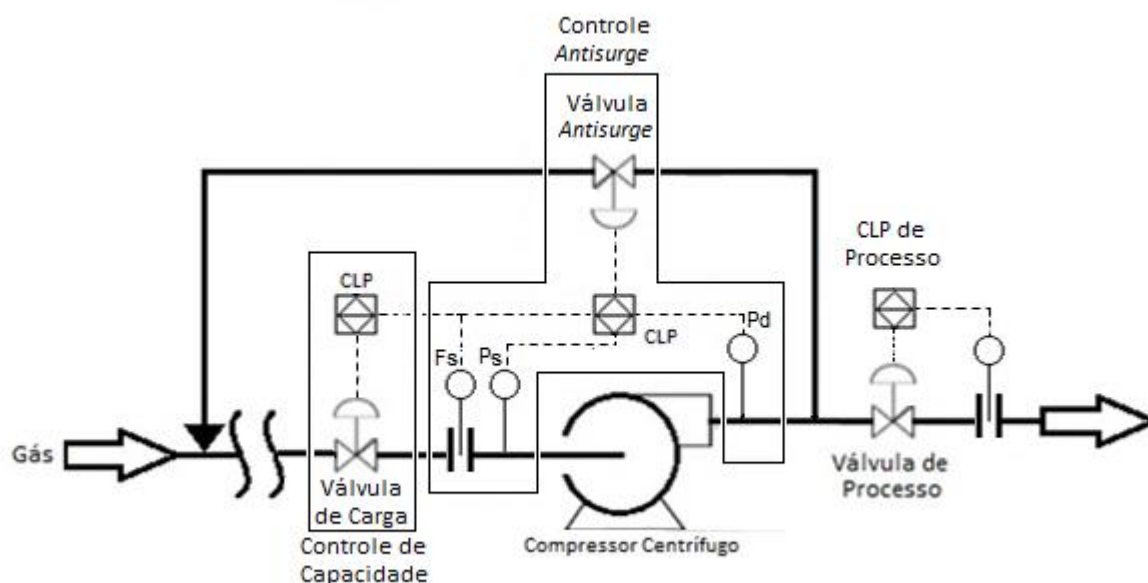 Controle
Antisurge
Válvula
Antisurge
CLP de
Processo
CLP
Fs
Ps
CLP
Pd
Gás
Válvula
de Carga
Controle de
Capacidade
Compressor Centrífugo
Válvula de
Processo